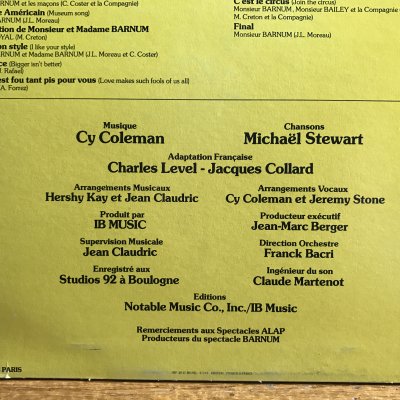 BARNUM et les maçons (C. Coster et la Compagnie)
e Américain (Museum song)
BARNUM (J.L. Moreau)
tion de Monsieur et Madame BARNUM
YAL (M. Creton)
on style (I like your style)
RNUM et Madame BARNUM (J.L. Moreau et C. Coster)
ce (Bigger isn't better)
Rafael)
est fou tant pis pour vous (Love makes such fools of us all)
A. Forrez)
C'est le circus (Join the circus)
Monsieur BARNUM, Monsieur BAILEY et la Compagnie
M. Creton et la Compagnie)
Final
Monsieur BARNUM (J.L. Moreau)
Musique
Cy Coleman
Chansons
Michaël Stewart
Adaptation Française
Charles Level - Jacques Collard
Arrangements Musicaux
Hershy Kay et Jean Claudric
Arrangements Vocaux
Cy Coleman et Jeremy Stone
Produit par
IB MUSIC
Producteur exécutif
Jean-Marc Berger
Supervision Musicale
Jean Claudric
Direction Orchestre
Franck Bacri
Enregistré aux
Studios 92 à Boulogne
Ingénieur du son
Claude Martenot
Editions
Notable Music Co., Inc./IB Music
Remerciements aux Spectacles ALAP
Producteurs du spectacle BARNUM
PARIS